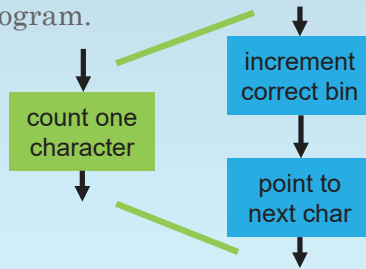 ogram.
count one
character
increment
correct bin
point to
next char